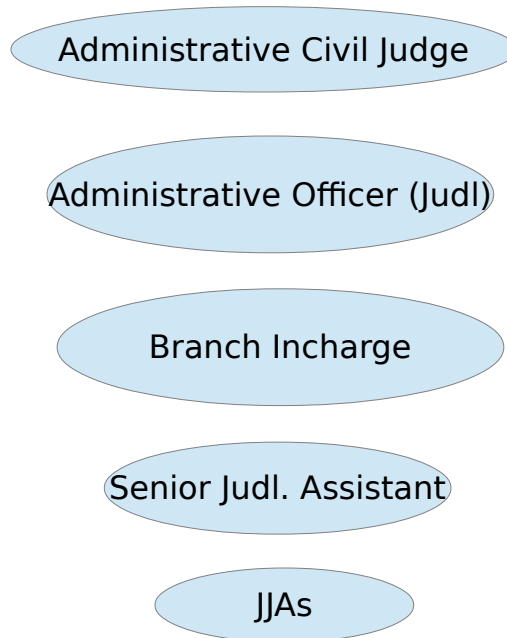 Administrative Civil Judge
Administrative Officer (Judl)
Branch Incharge
Senior Judl. Assistant
JJAs